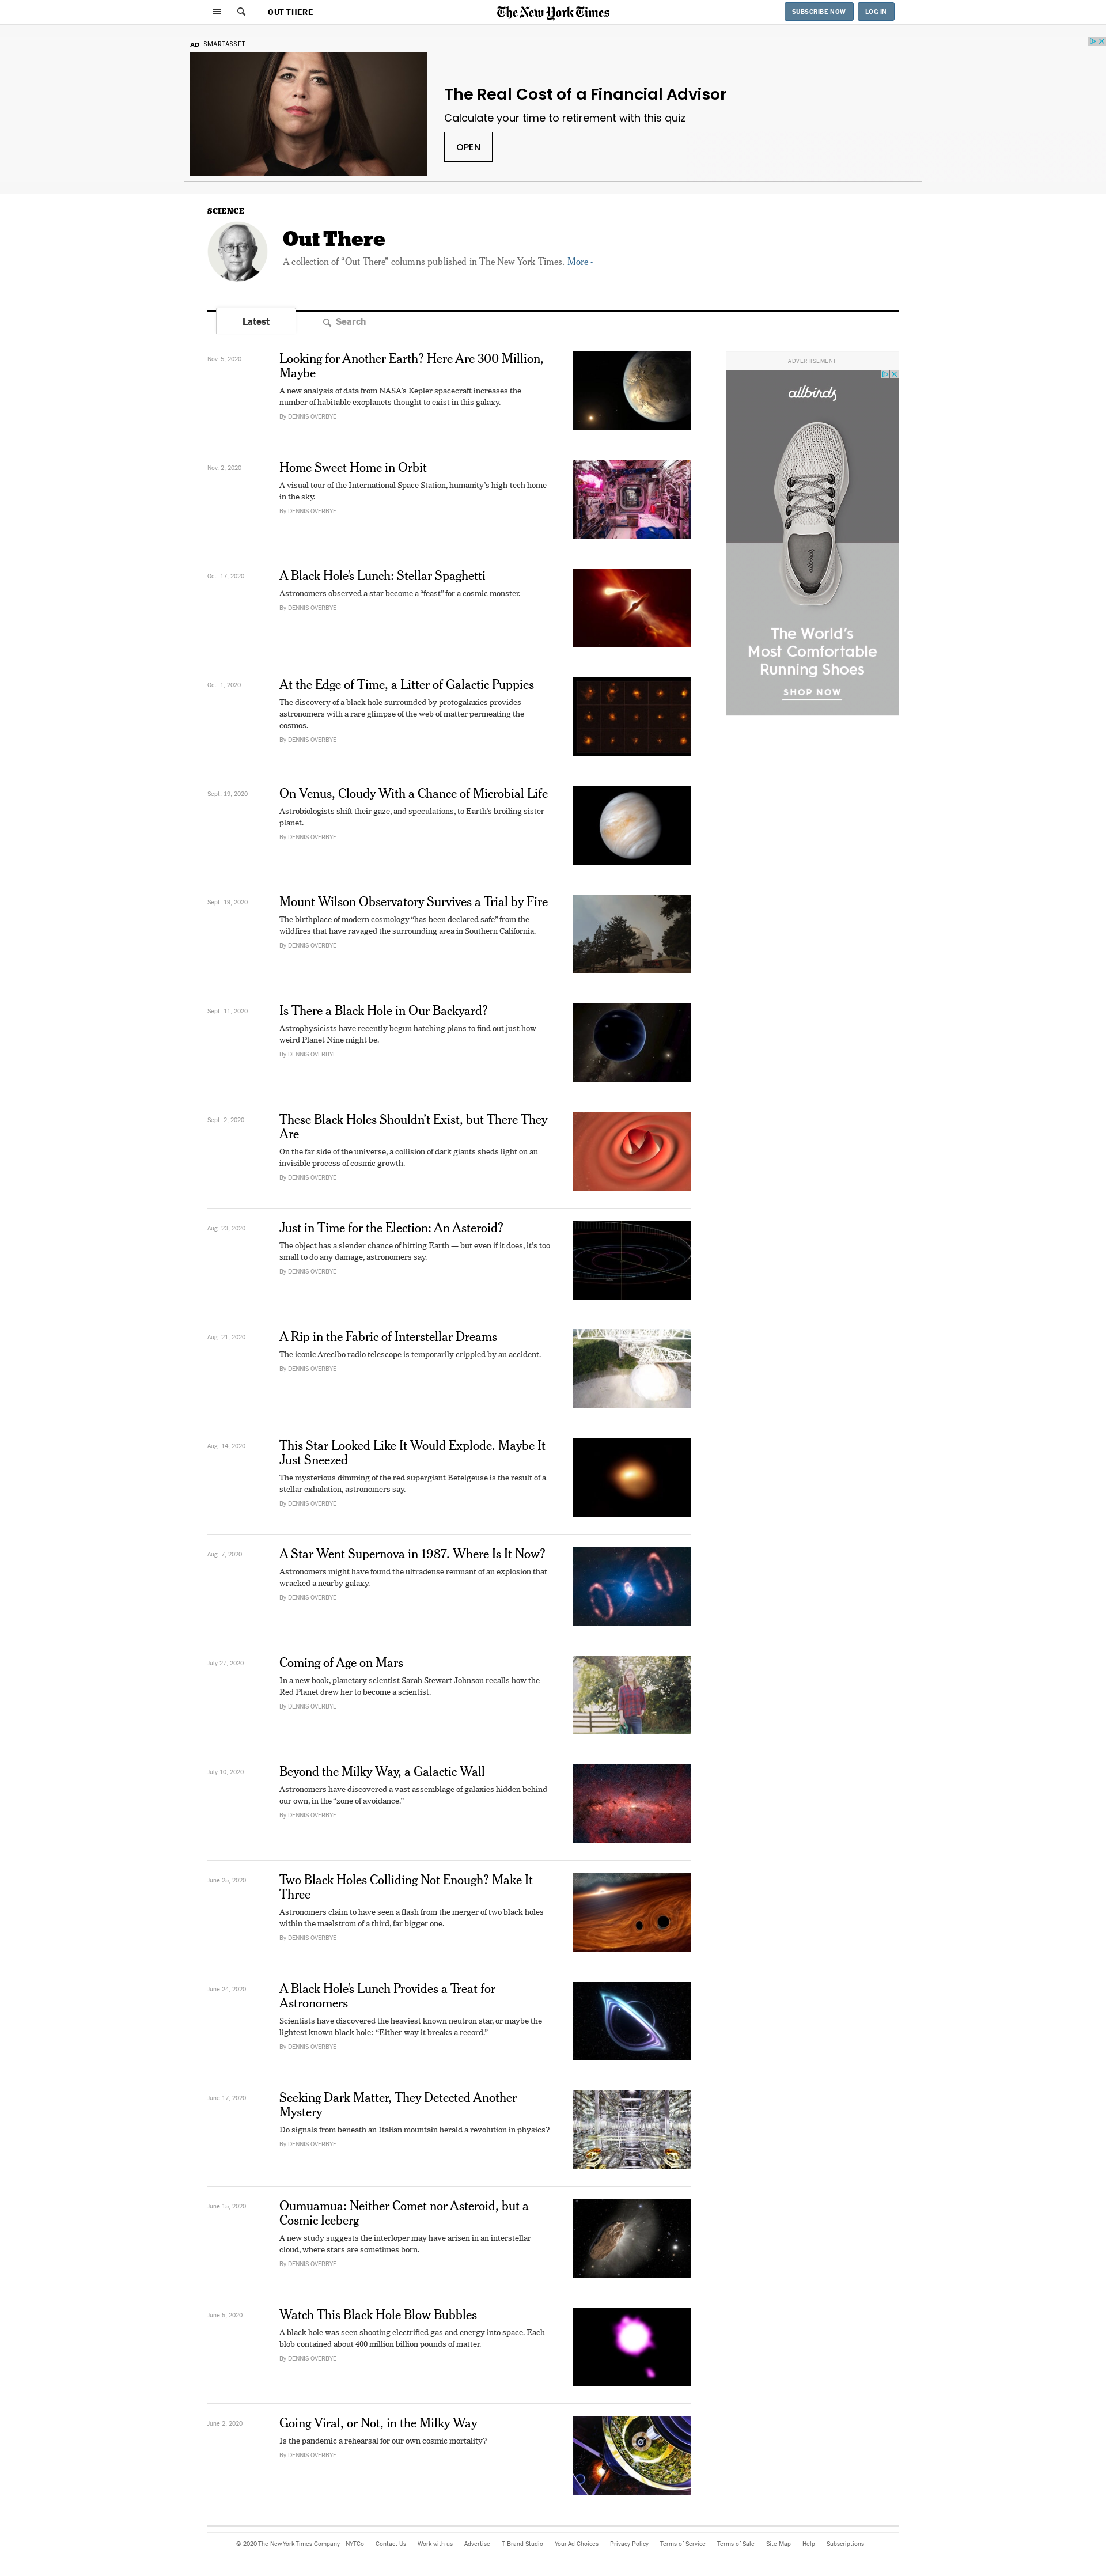 OUT THERE
The New York Times
SUBSCRIBE NOW
LOG IN
AD SMARTASSET
The Real Cost of a Financial Advisor
Calculate your time to retirement with this quiz
OPEN
SCIENCE
Out There
A collection of “Out There” columns published in The New York Times. More
Latest
Search
Nov. 5, 2020
Looking for Another Earth? Here Are 300 Million,
Maybe
A new analysis of data from NASA’s Kepler spacecraft increases the
number of habitable exoplanets thought to exist in this galaxy.
By DENNIS OVERBYE
ADVERTISEMENT
allbirds
allbirds
The World’s
Most Comfortable
Running Shoes
SHOP NOW
Nov. 2, 2020
Home Sweet Home in Orbit
A visual tour of the International Space Station, humanity’s high-tech home
in the sky.
By DENNIS OVERBYE
Oct. 17, 2020
A Black Hole’s Lunch: Stellar Spaghetti
Astronomers observed a star become a “feast” for a cosmic monster.
By DENNIS OVERBYE
Oct. 1, 2020
At the Edge of Time, a Litter of Galactic Puppies
The discovery of a black hole surrounded by protogalaxies provides
astronomers with a rare glimpse of the web of matter permeating the
cosmos.
By DENNIS OVERBYE
Sept. 19, 2020
On Venus, Cloudy With a Chance of Microbial Life
Astrobiologists shift their gaze, and speculations, to Earth’s broiling sister
planet.
By DENNIS OVERBYE
Sept. 19, 2020
Mount Wilson Observatory Survives a Trial by Fire
The birthplace of modern cosmology “has been declared safe” from the
wildfires that have ravaged the surrounding area in Southern California.
By DENNIS OVERBYE
Sept. 11, 2020
Is There a Black Hole in Our Backyard?
Astrophysicists have recently begun hatching plans to find out just how
weird Planet Nine might be.
By DENNIS OVERBYE
Sept. 2, 2020
These Black Holes Shouldn’t Exist, but There They
Are
On the far side of the universe, a collision of dark giants sheds light on an
invisible process of cosmic growth.
By DENNIS OVERBYE
Aug. 23, 2020
Just in Time for the Election: An Asteroid?
The object has a slender chance of hitting Earth — but even if it does, it’s too
small to do any damage, astronomers say.
By DENNIS OVERBYE
Aug. 21, 2020
A Rip in the Fabric of Interstellar Dreams
The iconic Arecibo radio telescope is temporarily crippled by an accident.
By DENNIS OVERBYE
Aug. 14, 2020
This Star Looked Like It Would Explode. Maybe It
Just Sneezed
The mysterious dimming of the red supergiant Betelgeuse is the result of a
stellar exhalation, astronomers say.
By DENNIS OVERBYE
Aug. 7, 2020
A Star Went Supernova in 1987. Where Is It Now?
Astronomers might have found the ultradense remnant of an explosion that
wracked a nearby galaxy.
By DENNIS OVERBYE
July 27, 2020
Coming of Age on Mars
In a new book, planetary scientist Sarah Stewart Johnson recalls how the
Red Planet drew her to become a scientist.
By DENNIS OVERBYE
July 10, 2020
Beyond the Milky Way, a Galactic Wall
Astronomers have discovered a vast assemblage of galaxies hidden behind
our own, in the “zone of avoidance.”
By DENNIS OVERBYE
June 25, 2020
Two Black Holes Colliding Not Enough? Make It
Three
Astronomers claim to have seen a flash from the merger of two black holes
within the maelstrom of a third, far bigger one.
By DENNIS OVERBYE
June 24, 2020
A Black Hole’s Lunch Provides a Treat for
Astronomers
Scientists have discovered the heaviest known neutron star, or maybe the
lightest known black hole: “Either way it breaks a record.”
By DENNIS OVERBYE
June 17, 2020
Seeking Dark Matter, They Detected Another
Mystery
Do signals from beneath an Italian mountain herald a revolution in physics?
By DENNIS OVERBYE
June 15, 2020
Oumuamua: Neither Comet nor Asteroid, but a
Cosmic Iceberg
A new study suggests the interloper may have arisen in an interstellar
cloud, where stars are sometimes born.
By DENNIS OVERBYE
June 5, 2020
Watch This Black Hole Blow Bubbles
A black hole was seen shooting electrified gas and energy into space. Each
blob contained about 400 million billion pounds of matter.
By DENNIS OVERBYE
June 2, 2020
Going Viral, or Not, in the Milky Way
Is the pandemic a rehearsal for our own cosmic mortality?
By DENNIS OVERBYE
© 2020 The New York Times Company NYTCo Contact Us Work with us Advertise T Brand Studio Your Ad Choices Privacy Policy Terms of Service Terms of Sale Site Map Help Subscriptions